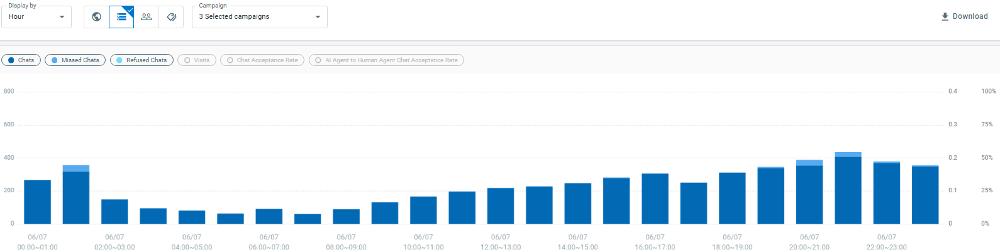 Display by
Hour
Campaign
3 Selected campaigns
Download
Chats
Missed Chats
Refused Chats
Visits
Chat Acceptance Rate
AI Agent to Human Agent Chat Acceptance Rate
800 0.4 100%
600 0.3 75%
400 0.2 50%
200 0.1 25%
0 0 0%
06/07 06/07 06/07 06/07 06/07 06/07 06/07 06/07 06/07 06/07 06/07 06/07
00:00~01:00 02:00~03:00 04:00~05:00 06:00~07:00 08:00~09:00 10:00~11:00 12:00~13:00 14:00~15:00 16:00~17:00 18:00~19:00 20:00~21:00 22:00~23:00